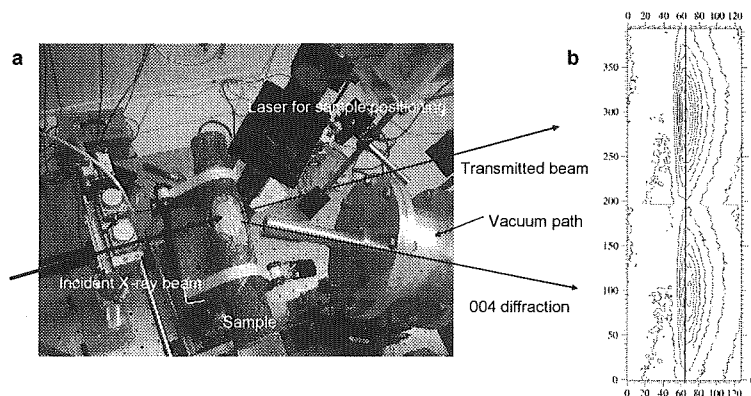 a
Laser for sample positioning
Transmitted beam
Vacuum path
Incident X-ray beam
004 diffraction
Sample
b
0 20 40 60 80 100 120
350
300
250
200
150
100
50
0
0 20 40 60 80 100 120